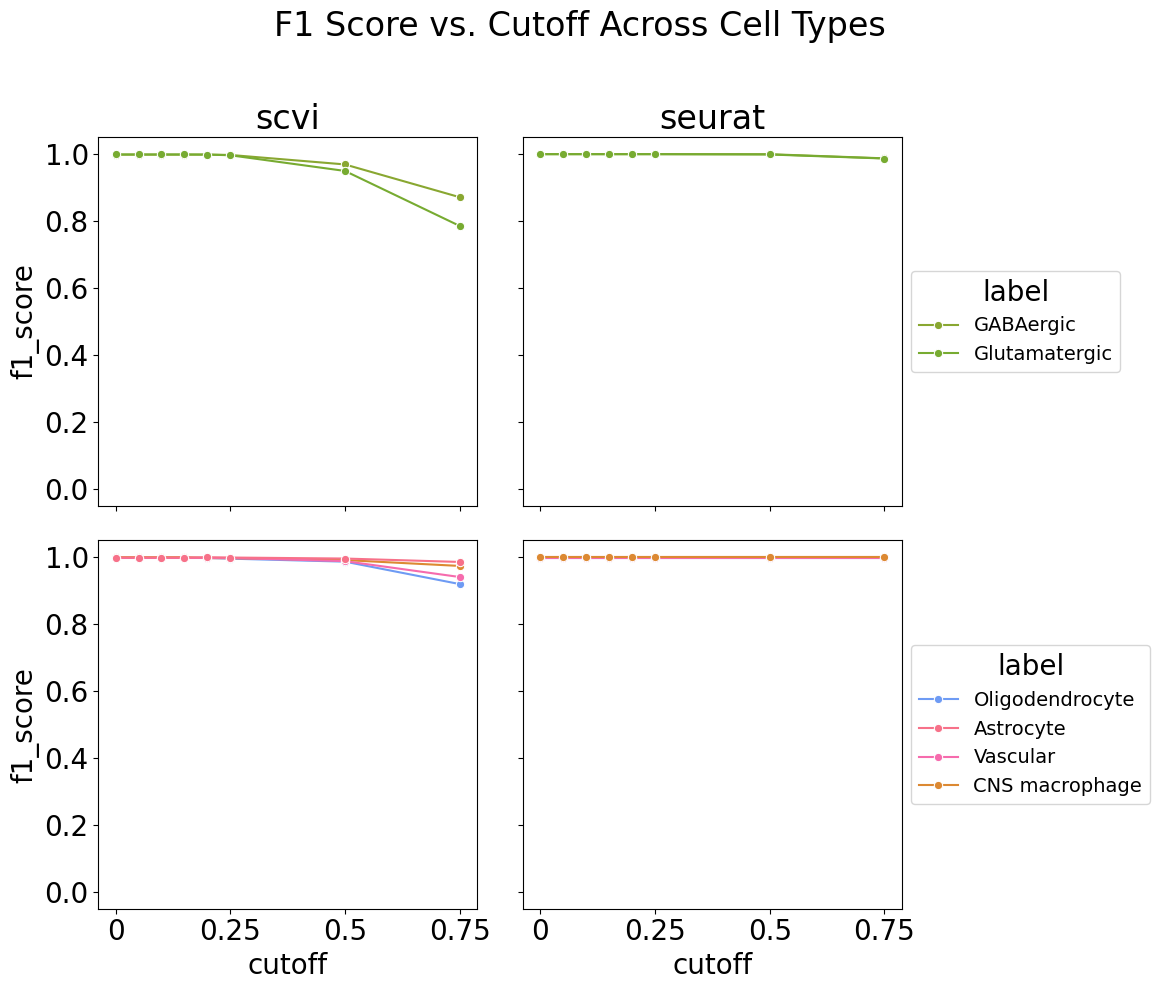 F1 Score vs. Cutoff Across Cell Types
scvi
seurat
1.0
0.8
0.6
0.4
0.2
0.0
f1_score
label
GABAergic
Glutamatergic
1.0
0.8
0.6
0.4
0.2
0.0
f1_score
label
Oligodendrocyte
Astrocyte
Vascular
CNS macrophage
0 0.25 0.5 0.75
0 0.25 0.5 0.75
cutoff
cutoff